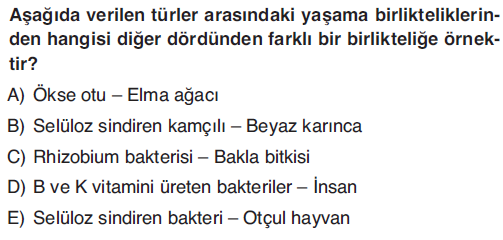 Aşağıda verilen türler arasındaki yaşama birlikteliklerin-
den hangisi diğer dördünden farklı bir birlikteliğe örnek-
tir?
A) Ökse otu – Elma ağacı
B) Selüloz sindiren kamçılı – Beyaz karınca
C) Rhizobium bakterisi – Bakla bitkisi
D) B ve K vitamini üreten bakteriler – İnsan
E) Selüloz sindiren bakteri – Otçul hayvan